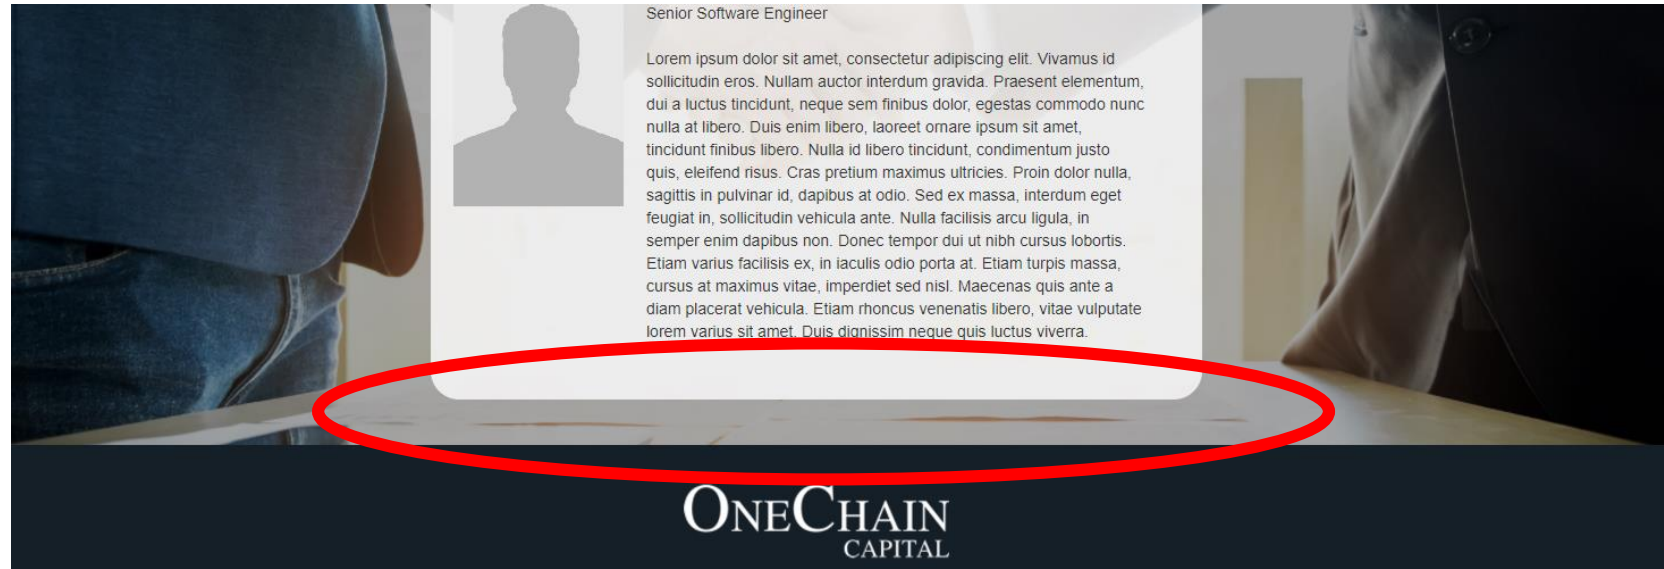 Senior Software Engineer
Lorem ipsum dolor sit amet, consectetur adipiscing elit. Vivamus id
sollicitudin eros. Nullam auctor interdum gravida. Praesent elementum,
dui a luctus tincidunt, neque sem finibus dolor, egestas commodo nunc
nulla at libero. Duis enim libero, laoreet ornare ipsum sit amet,
tincidunt finibus libero. Nulla id libero tincidunt, condimentum justo
quis, eleifend risus. Cras pretium maximus ultricies. Proin dolor nulla,
sagittis in pulvinar id, dapibus at odio. Sed ex massa, interdum eget
feugiat in, sollicitudin vehicula ante. Nulla facilisis arcu ligula, in
semper enim dapibus non. Donec tempor dui ut nibh cursus lobortis.
Etiam varius facilisis ex, in iaculis odio porta at. Etiam turpis massa,
cursus at maximus vitae, imperdiet sed nisl. Maecenas quis ante a
diam placerat vehicula. Etiam rhoncus venenatis libero, vitae vulputate
lorem varius sit amet. Duis dignissim neque quis luctus viverra.
ONECHAIN
CAPITAL